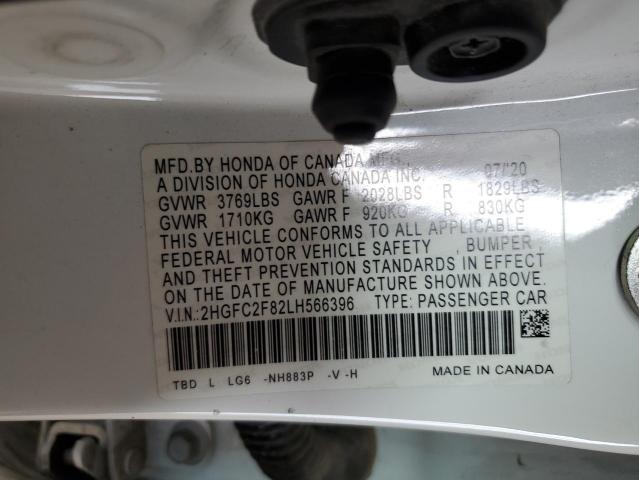 MFD.BY HONDA OF CANADA MFG., 07/'20
A DIVISION OF HONDA CANADA INC.
GVWR 3769LBS GAWR F 2028LBS R 1829LBS
GVWR 1710KG GAWR F 920KG R 830KG
THIS VEHICLE CONFORMS TO ALL APPLICABLE
FEDERAL MOTOR VEHICLE SAFETY , BUMPER ,
AND THEFT PREVENTION STANDARDS IN EFFECT
ON THE DATE OF MANUFACTURE SHOWN ABOVE.
V.I.N.:2HGFC2F82LH566396 TYPE: PASSENGER CAR
TBD L LG6 -NH883P -V -H MADE IN CANADA